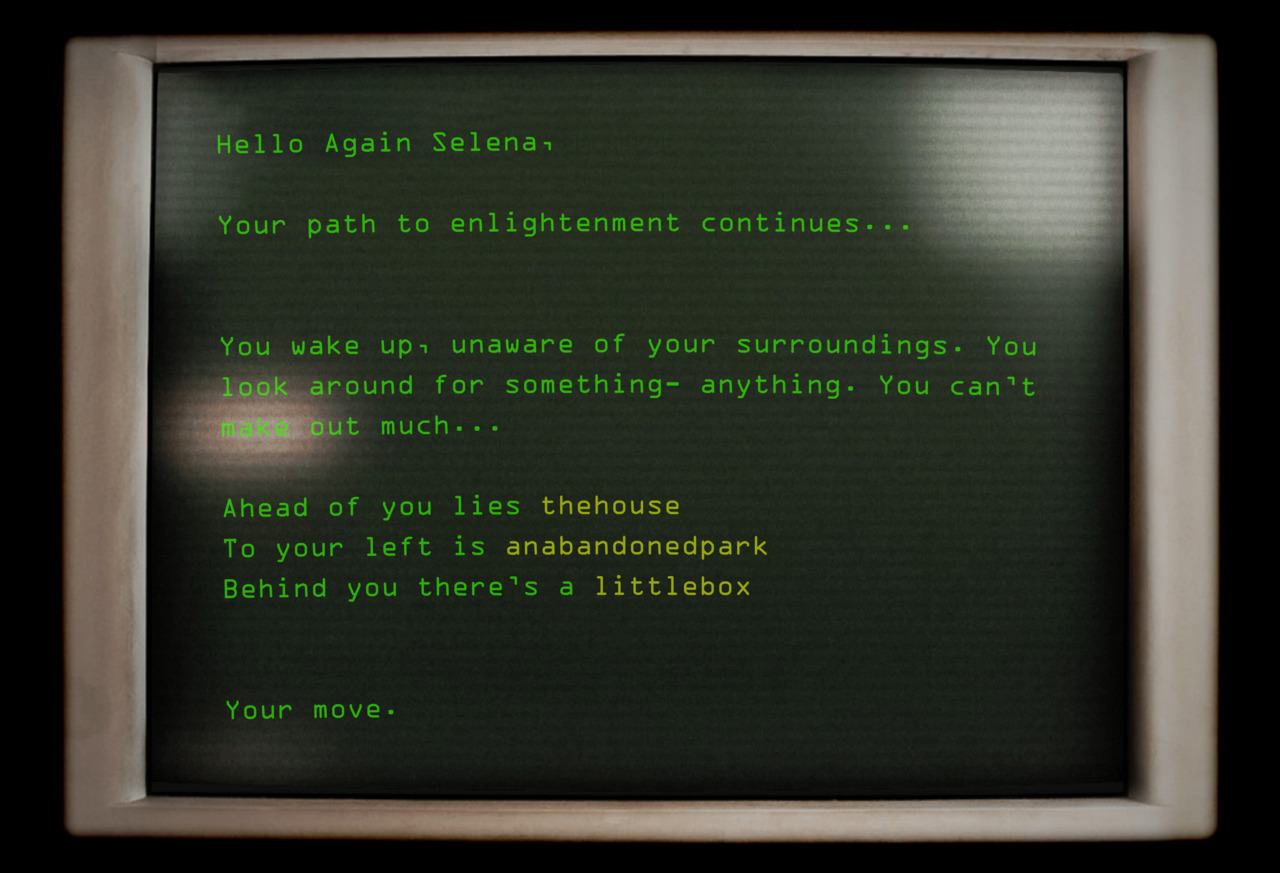 Hello Again Selena,
Your path to enlightenment continues...
You wake up, unaware of your surroundings. You
look around for something- anything. You can't
make out much...
Ahead of you lies thehouse
To your left is anabandonedpark
Behind you there's a littlebox
Your move.